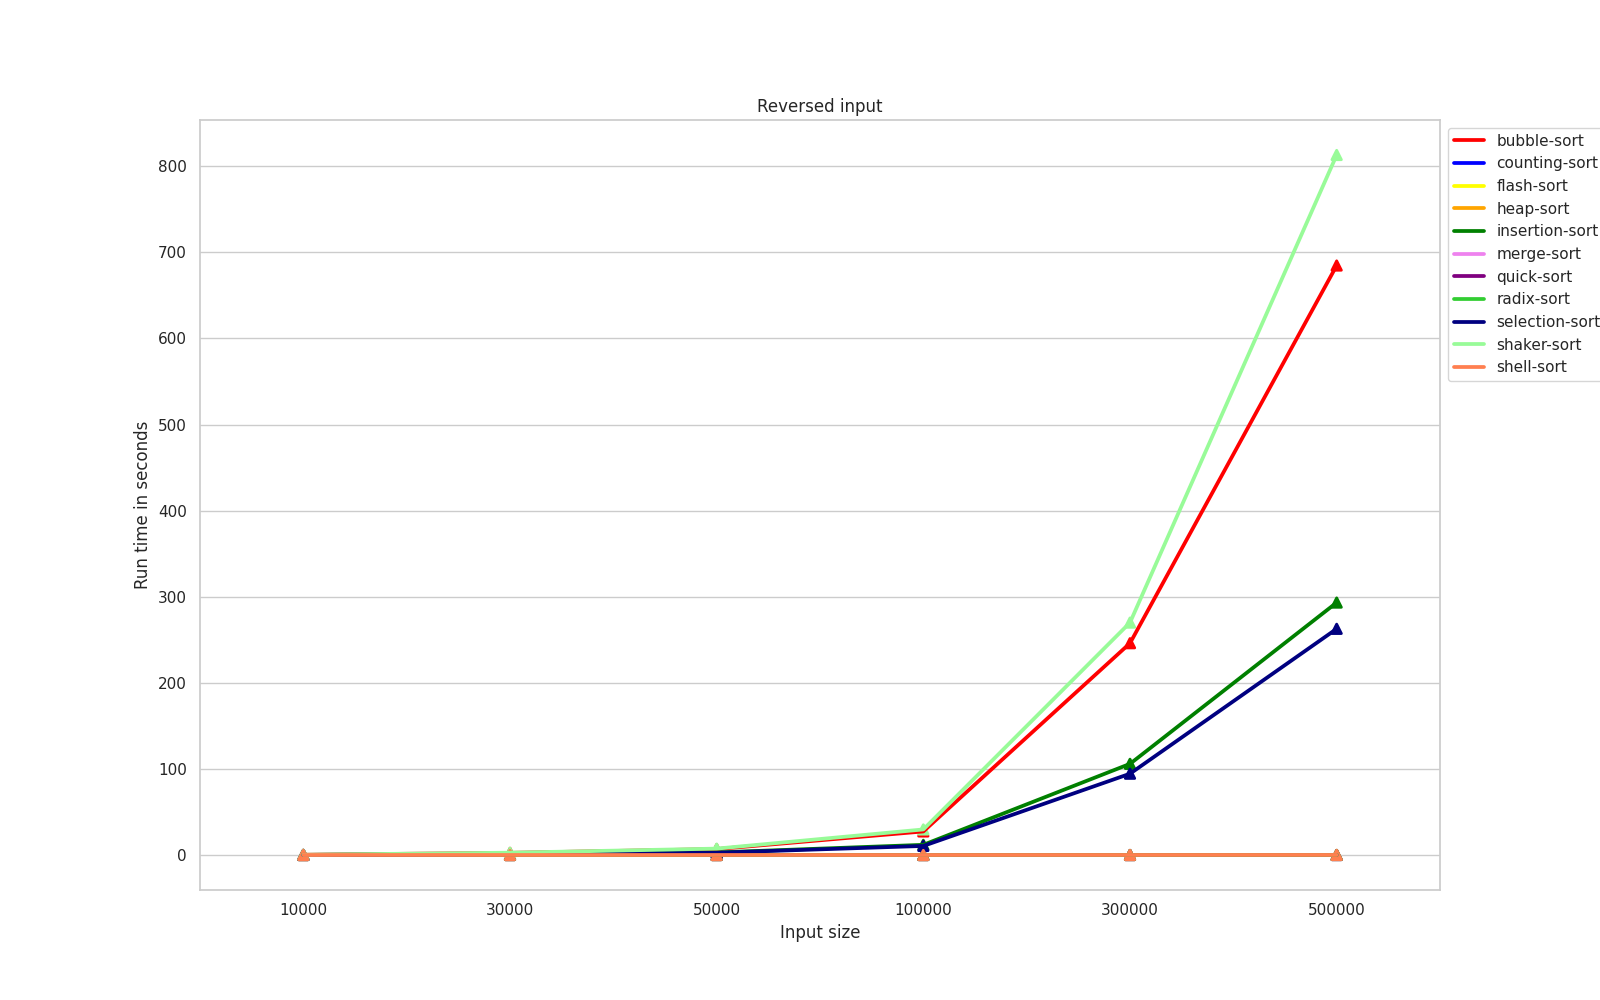 Reversed input
bubble-sort
counting-sort
flash-sort
heap-sort
insertion-sort
merge-sort
quick-sort
radix-sort
selection-sort
shaker-sort
shell-sort
Run time in seconds
800
700
600
500
400
300
200
100
0
10000 30000 50000 100000 300000 500000
Input size